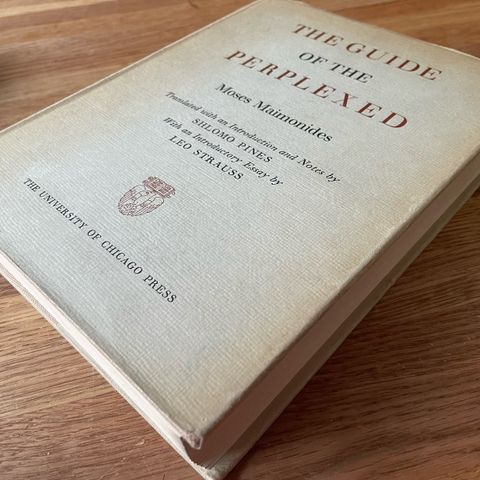 THE GUIDE
OF THE
PERPLEXED
Moses Maimonides
Translated with an Introduction and Notes by
SHLOMO PINES
With an Introductory Essay by
LEO STRAUSS
THE UNIVERSITY OF CHICAGO PRESS